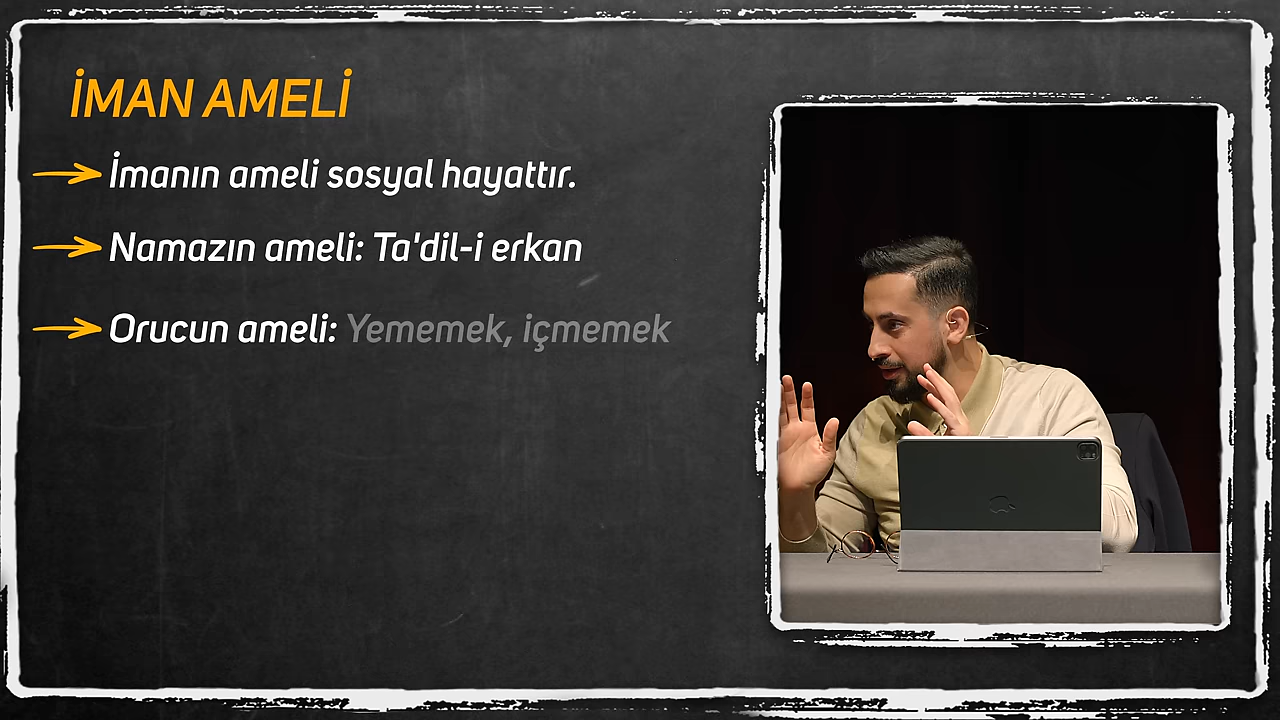 İMAN AMELİ
İmanın ameli sosyal hayattır.
Namazın ameli: Ta'dil-i erkan
Orucun ameli: Yememek, içmemek